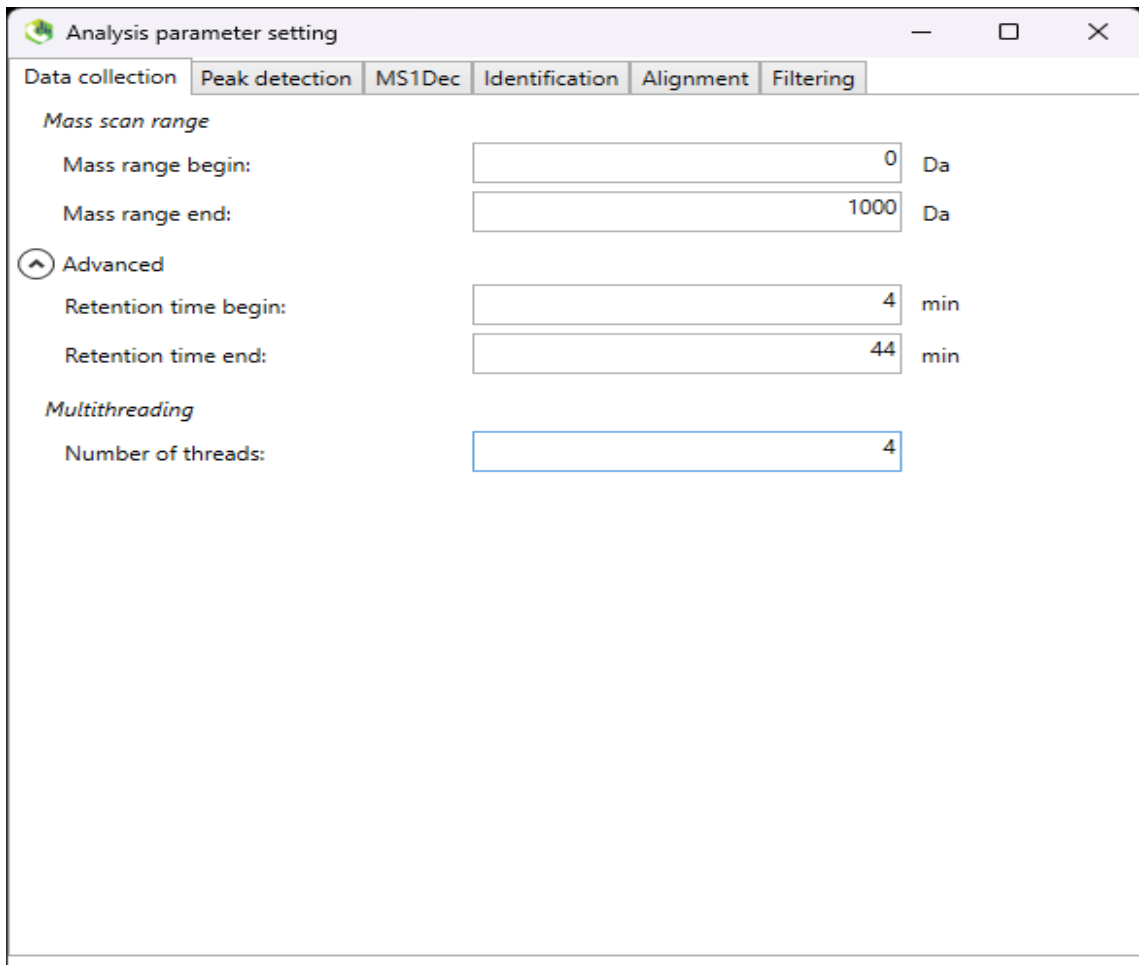 Analysis parameter setting
Data collection Peak detection MS1Dec Identification Alignment Filtering
Mass scan range
Mass range begin: 0 Da
Mass range end: 1000 Da
Advanced
Retention time begin: 4 min
Retention time end: 44 min
Multithreading
Number of threads: 4